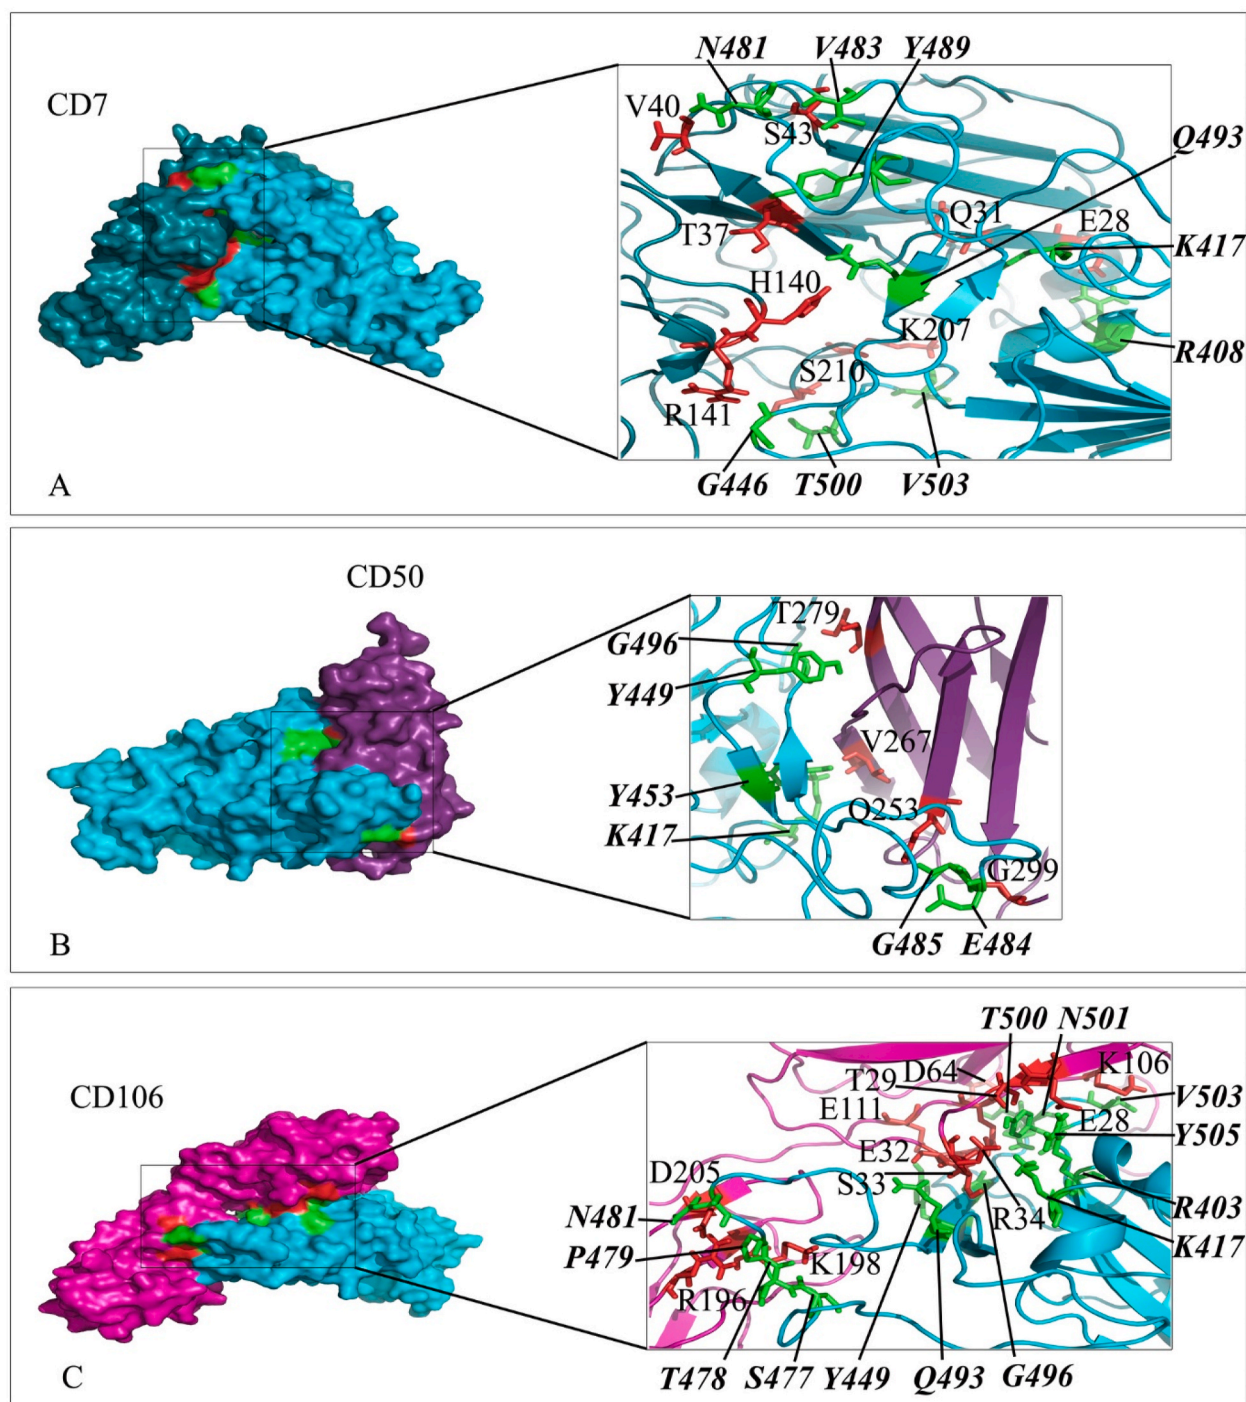 N481 V483 Y489
CD7
V40
S43
Q493
Q31
E28
T37
K417
H140
K207
R408
S210
R141
A
G446 T500 V503
CD50
T279
G496
Y449
V267
Y453
Q253
K417
G299
B
G485 E484
T500 N501
D64
K106
T29
CD106
V503
E111
E28
Y505
E32
D205
S33
R403
N481
R34
P479
K198
K417
R196
C
T478 S477 Y449 Q493 G496